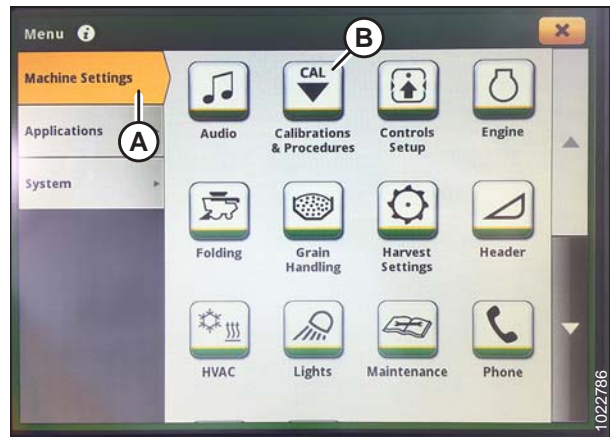 Menu i
Machine Settings
Applications
System
A
B
Audio
CAL
Calibrations
& Procedures
Controls
Setup
Engine
Folding
Grain
Handling
Harvest
Settings
Header
HVAC
Lights
Maintenance
Phone
1022786